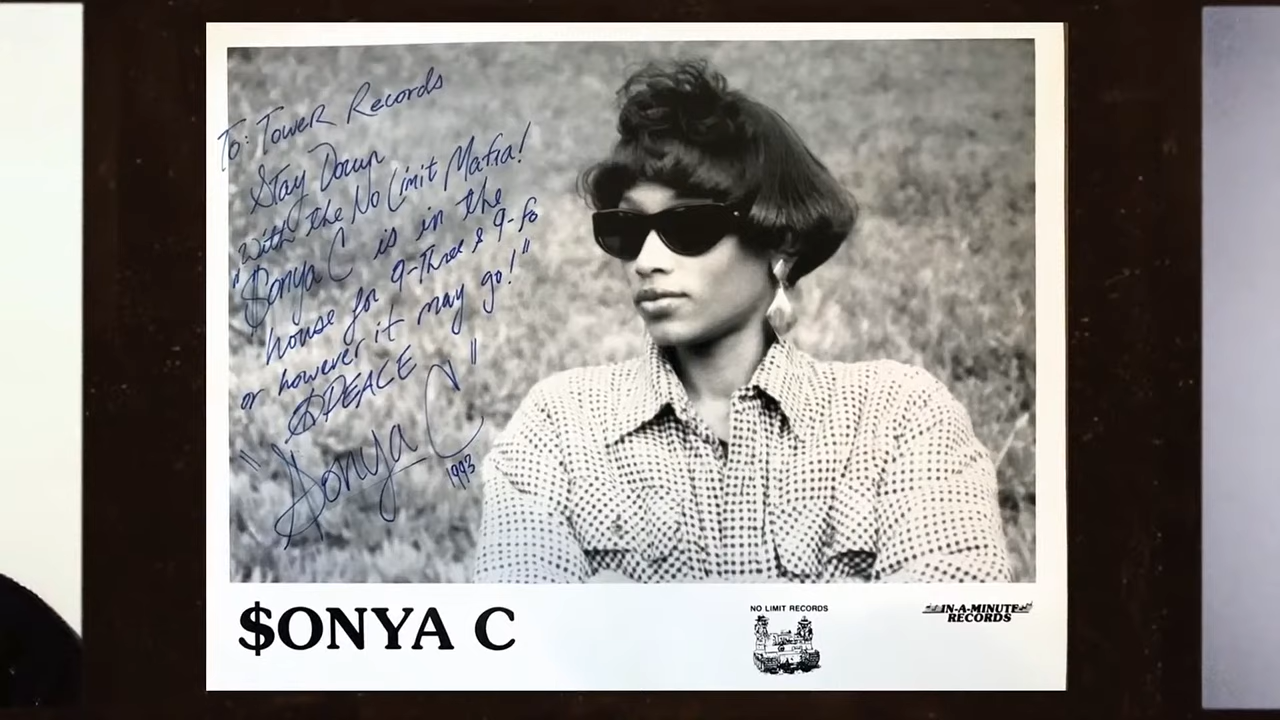 To: Tower Records
Stay Down
with the No Limit Mafia!
"$onya C is in the
house for 9-Three & 9-fo
or however it may go!"
PEACE
"$onya C"
1993
$ONYA C
NO LIMIT RECORDS
IN-A-MINUTE
RECORDS